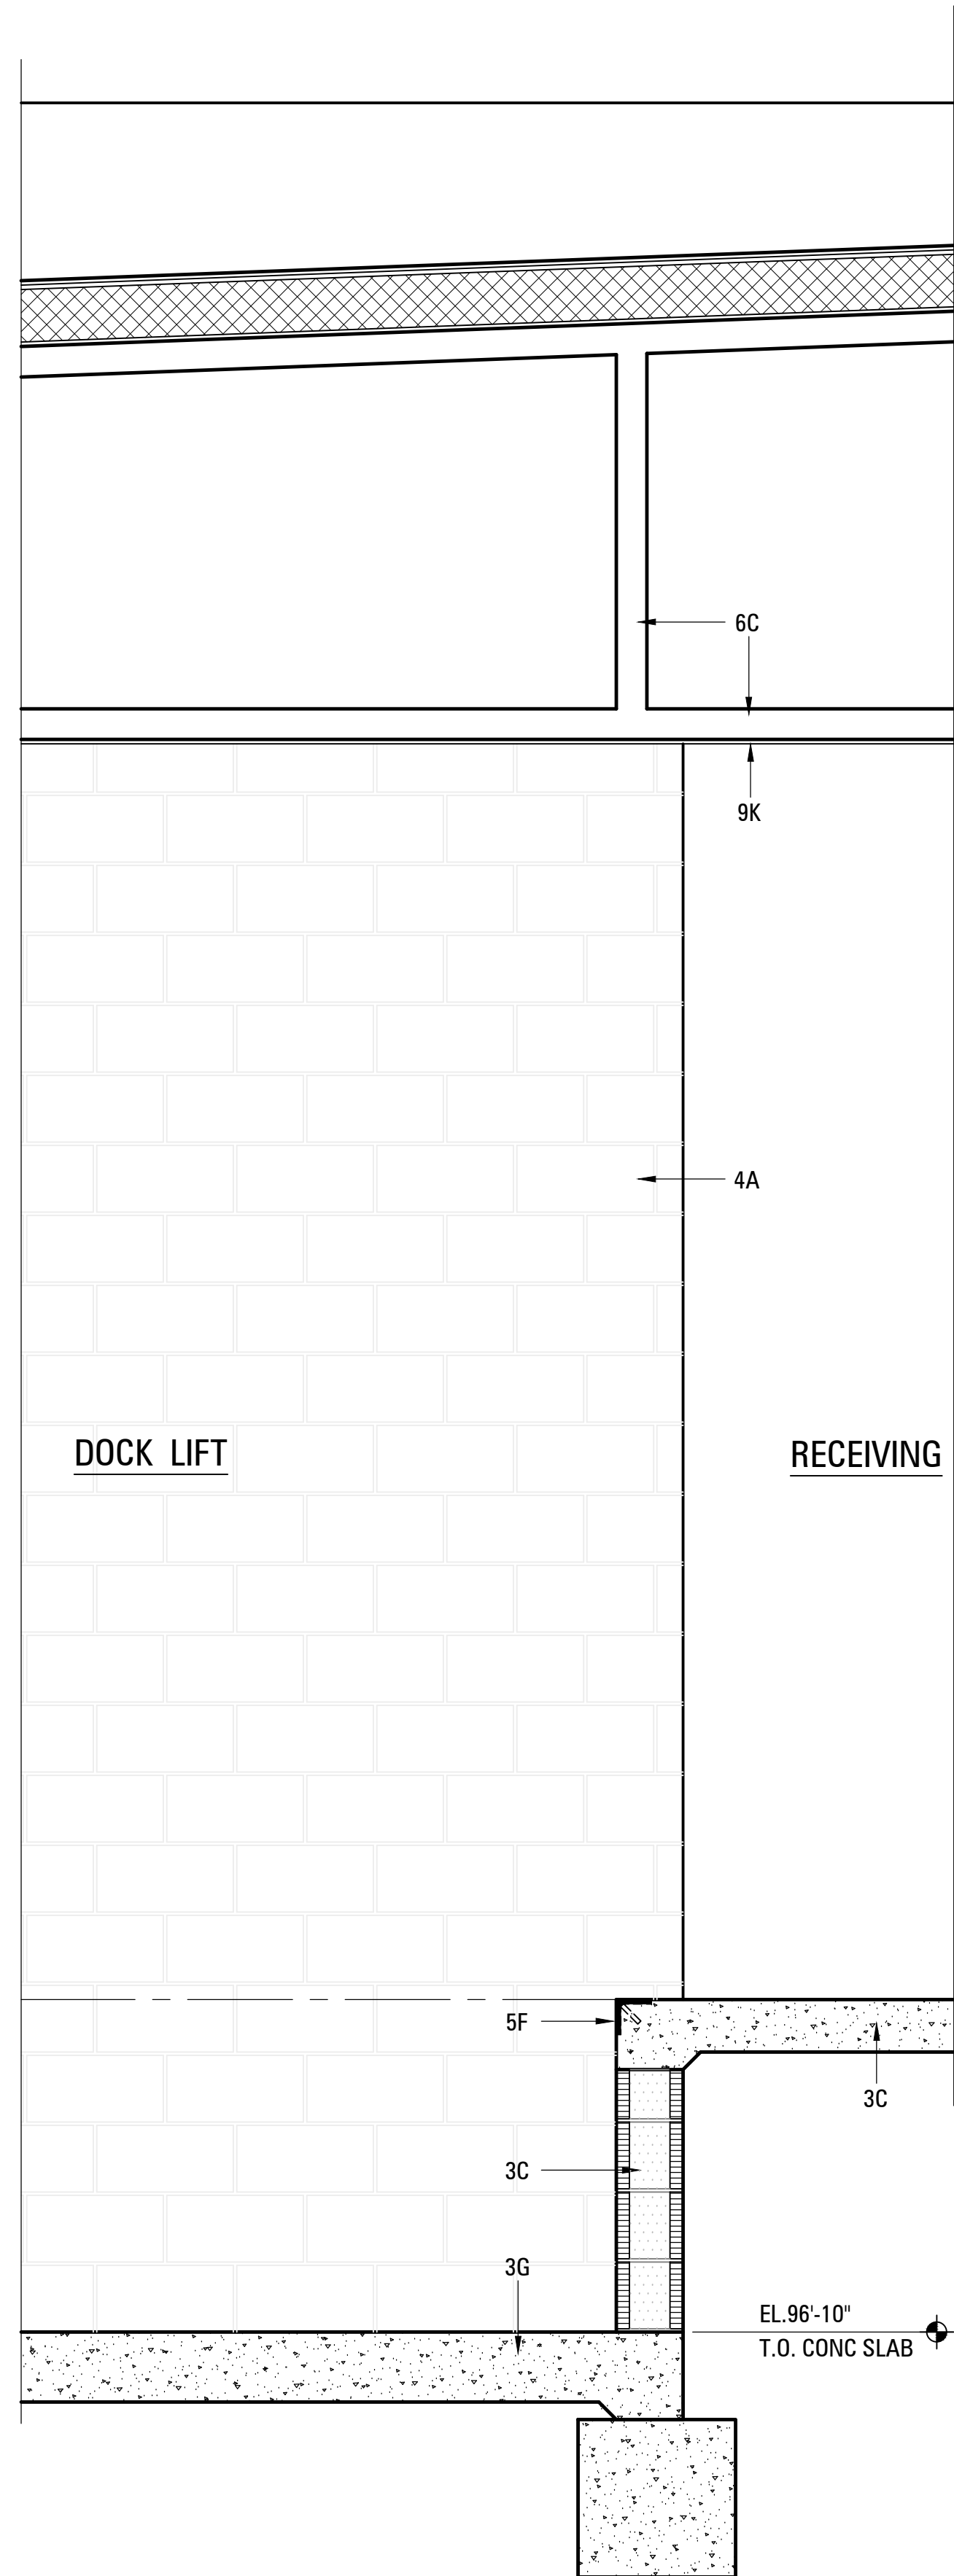 6C
9K
4A
DOCK LIFT
RECEIVING
5F
3C
3C
3G
EL.96'-10"
T.O. CONC SLAB